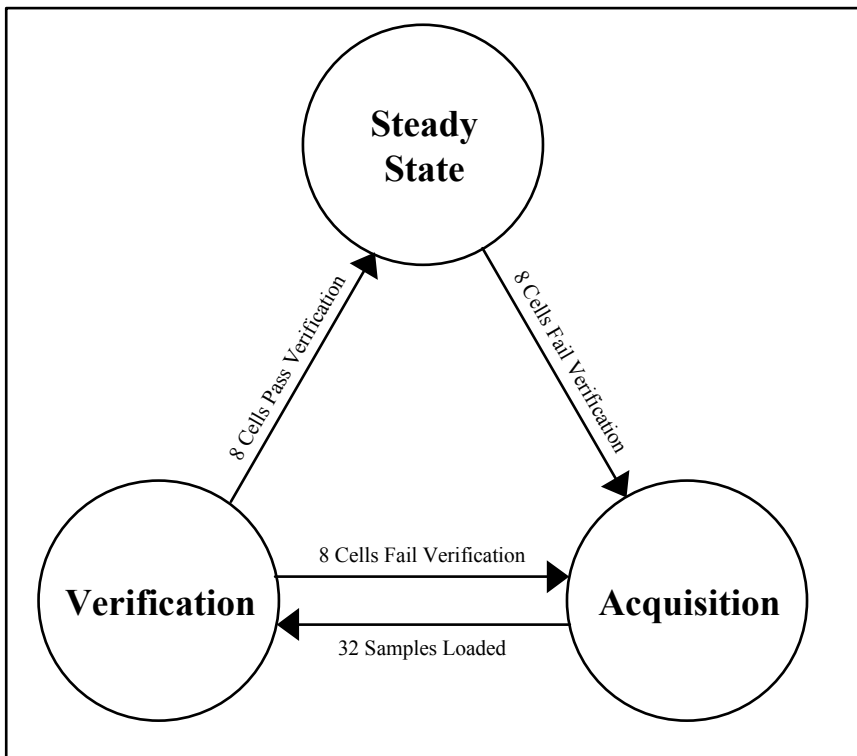 Steady
State
8 Cells Pass Verification
8 Cells Fail Verification
8 Cells Fail Verification
Verification
Acquisition
32 Samples Loaded